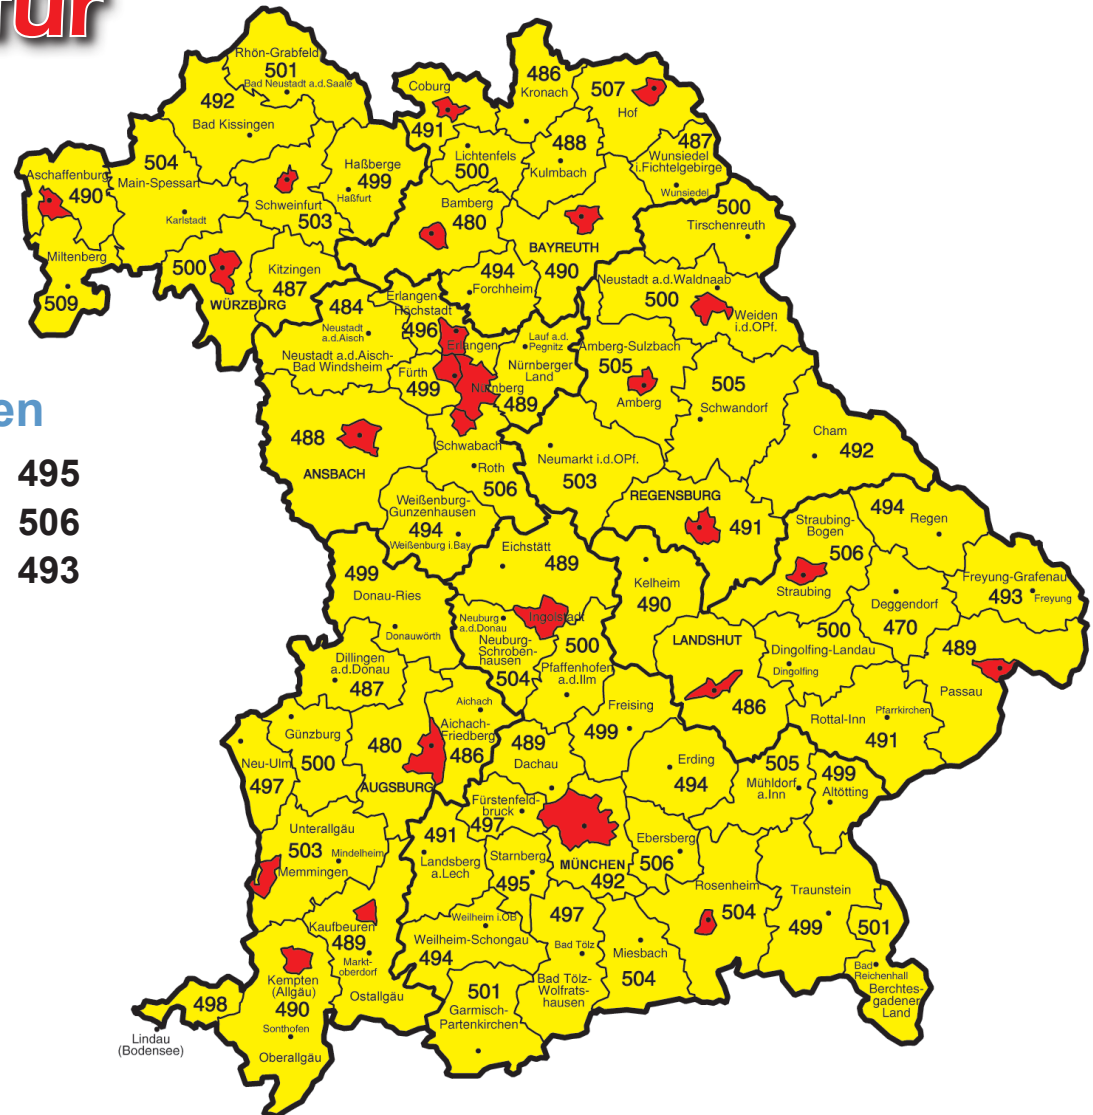 für
en
495
506
493
Rhön-Grabfeld
501
Bad Neustadt a.d.Saale
492
Bad Kissingen
Coburg
491
486
Kronach
507
Hof
504
Main-Spessart
Karlstadt
Haßberge
499
Haßfurt
Lichtenfels
500
488
Kulmbach
487
Wunsiedel
i.Fichtelgebirge
Wunsiedel
Aschaffenburg
490
Schweinfurt
503
Bamberg
480
BAYREUTH
490
500
Tirschenreuth
Miltenberg
509
500
WÜRZBURG
Kitzingen
487
494
Forchheim
Neustadt a.d.Waldnaab
500
Weiden
i.d.OPf.
484
Neustadt
a.d.Aisch
Neustadt a.d.Aisch-
Bad Windsheim
Erlangen-
Höchstadt
496
Erlangen
Lauf a.d.
Pegnitz
Nürnberger
Land
489
Fürth
499
Nürnberg
Amberg-Sulzbach
505
Amberg
505
Schwandorf
488
ANSBACH
Schwabach
Roth
506
Neumarkt i.d.OPf.
503
Cham
492
Weißenburg-
Gunzenhausen
494
Weißenburg i.Bay
REGENSBURG
491
Straubing-
Bogen
506
Straubing
494
Regen
499
Donau-Ries
Donauwörth
Eichstätt
489
Kelheim
490
Deggendorf
470
Freyung-Grafenau
493
Freyung
Neuburg
a.d.Donau
Neuburg-
Schroben-
hausen
504
Ingolstadt
500
Pfaffenhofen
a.d.Ilm
LANDSHUT
486
500
Dingolfing-Landau
Dingolfing
489
Passau
Dillingen
a.d.Donau
487
Aichach
Aichach-
Friedberg
486
Freising
499
Rottal-Inn
Pfarrkirchen
491
Günzburg
500
480
AUGSBURG
489
Dachau
Erding
494
505
Mühldorf
a.Inn
499
Altötting
Neu-Ulm
497
Fürstenfeld-
bruck
497
Unterallgäu
503
Mindelheim
Memmingen
491
Landsberg
a.Lech
Starnberg
495
MÜNCHEN
492
Ebersberg
506
Rosenheim
504
Traunstein
499
501
Bad
Reichenhall
Berchtes-
gadener
Land
Kaufbeuren
489
Markt-
oberdorf
Ostallgäu
Weilheim i.OB
Weilheim-Schongau
494
497
Bad Tölz
Bad Tölz-
Wolfrats-
hausen
Miesbach
504
Kempten
(Allgäu)
490
Sonthofen
Oberallgäu
501
Garmisch-
Partenkirchen
498
Lindau
(Bodensee)